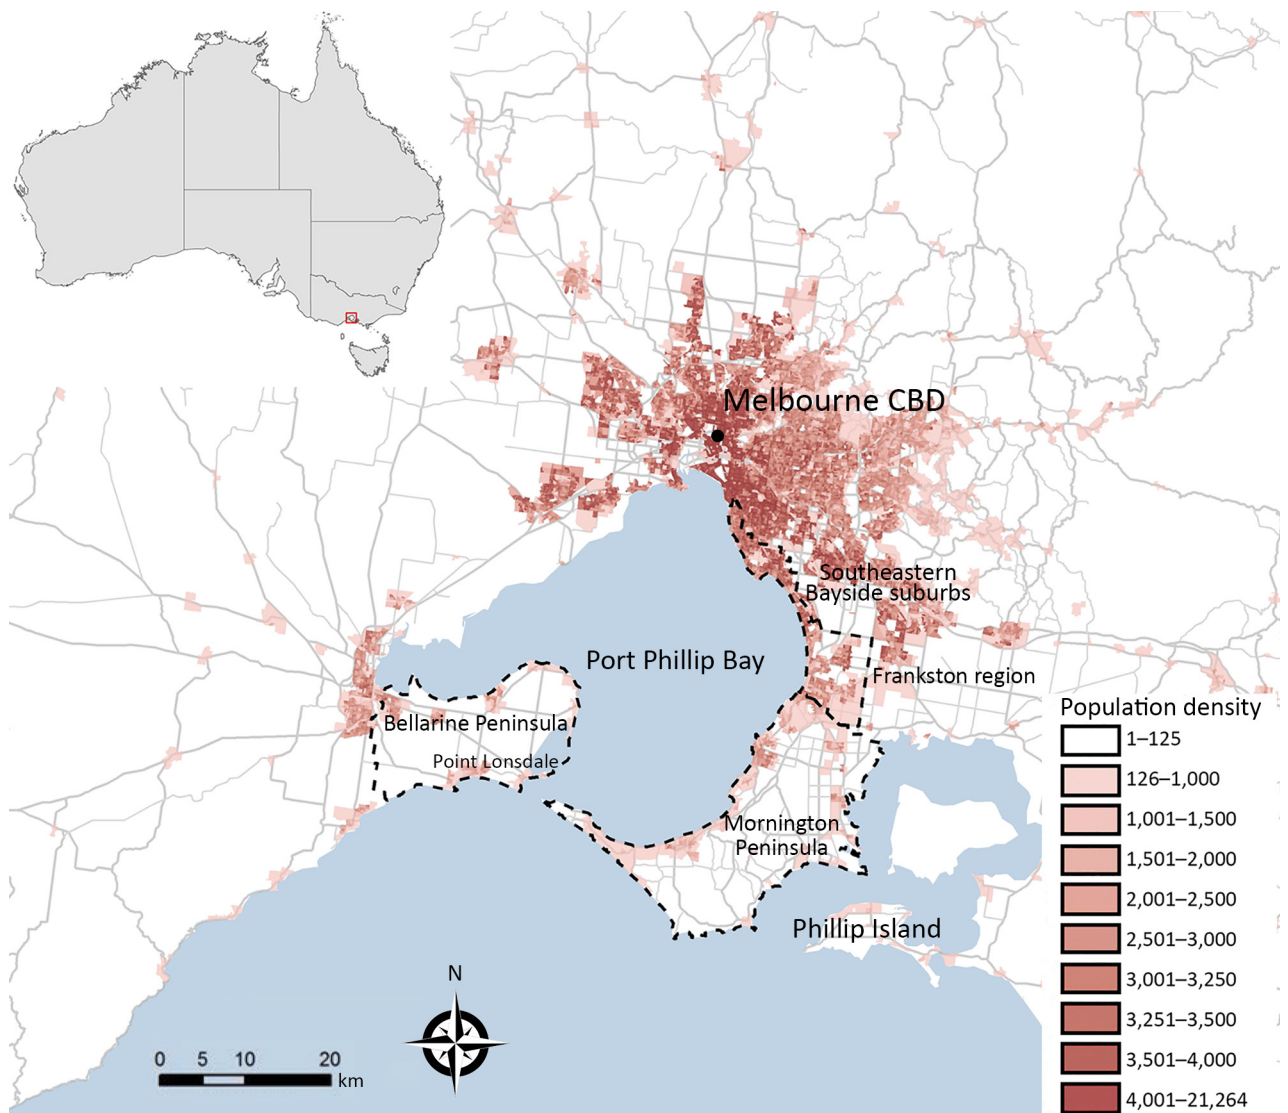 Melbourne CBD
Southeastern
Bayside suburbs
Port Phillip Bay
Frankston region
Bellarine Peninsula
Point Lonsdale
Mornington
Peninsula
Phillip Island
Population density
1–125
126–1,000
1,001–1,500
1,501–2,000
2,001–2,500
2,501–3,000
3,001–3,250
3,251–3,500
3,501–4,000
4,001–21,264
N
0 5 10 20
km